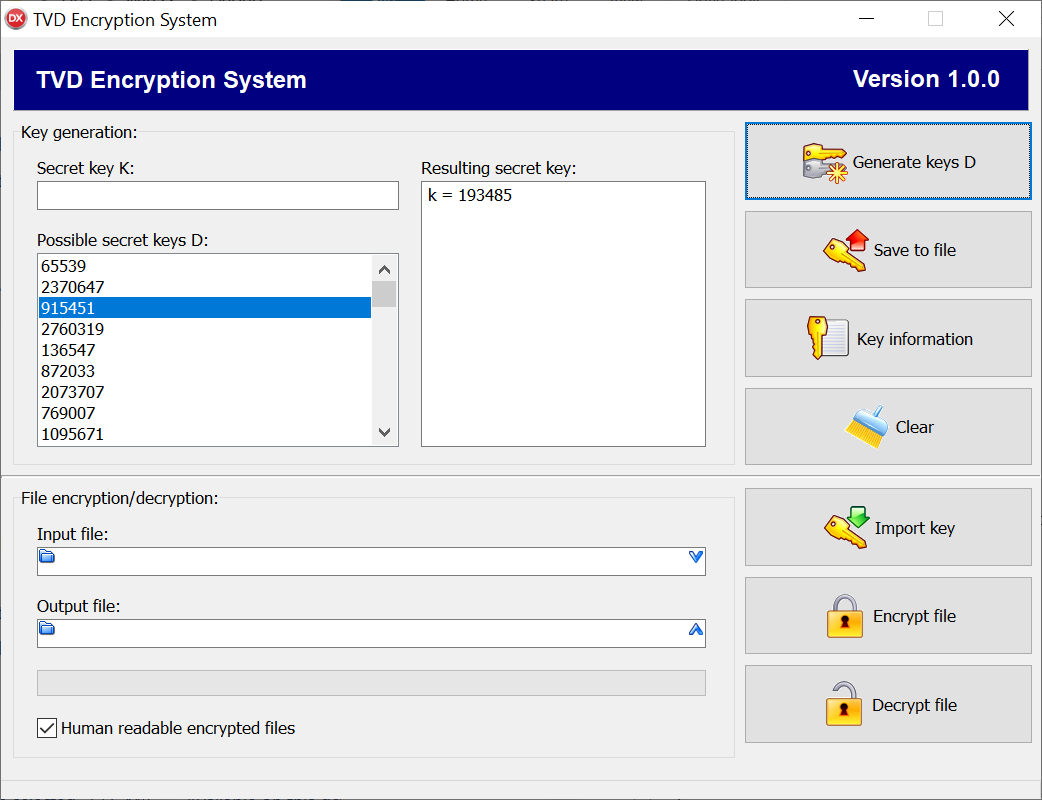 DX TVD Encryption System
TVD Encryption System Version 1.0.0
Key generation:
Secret key K:
Resulting secret key:
k = 193485
Possible secret keys D:
65539
2370647
915451
2760319
136547
872033
2073707
769007
1095671
Generate keys D
Save to file
Key information
Clear
File encryption/decryption:
Input file:
Output file:
Human readable encrypted files
Import key
Encrypt file
Decrypt file